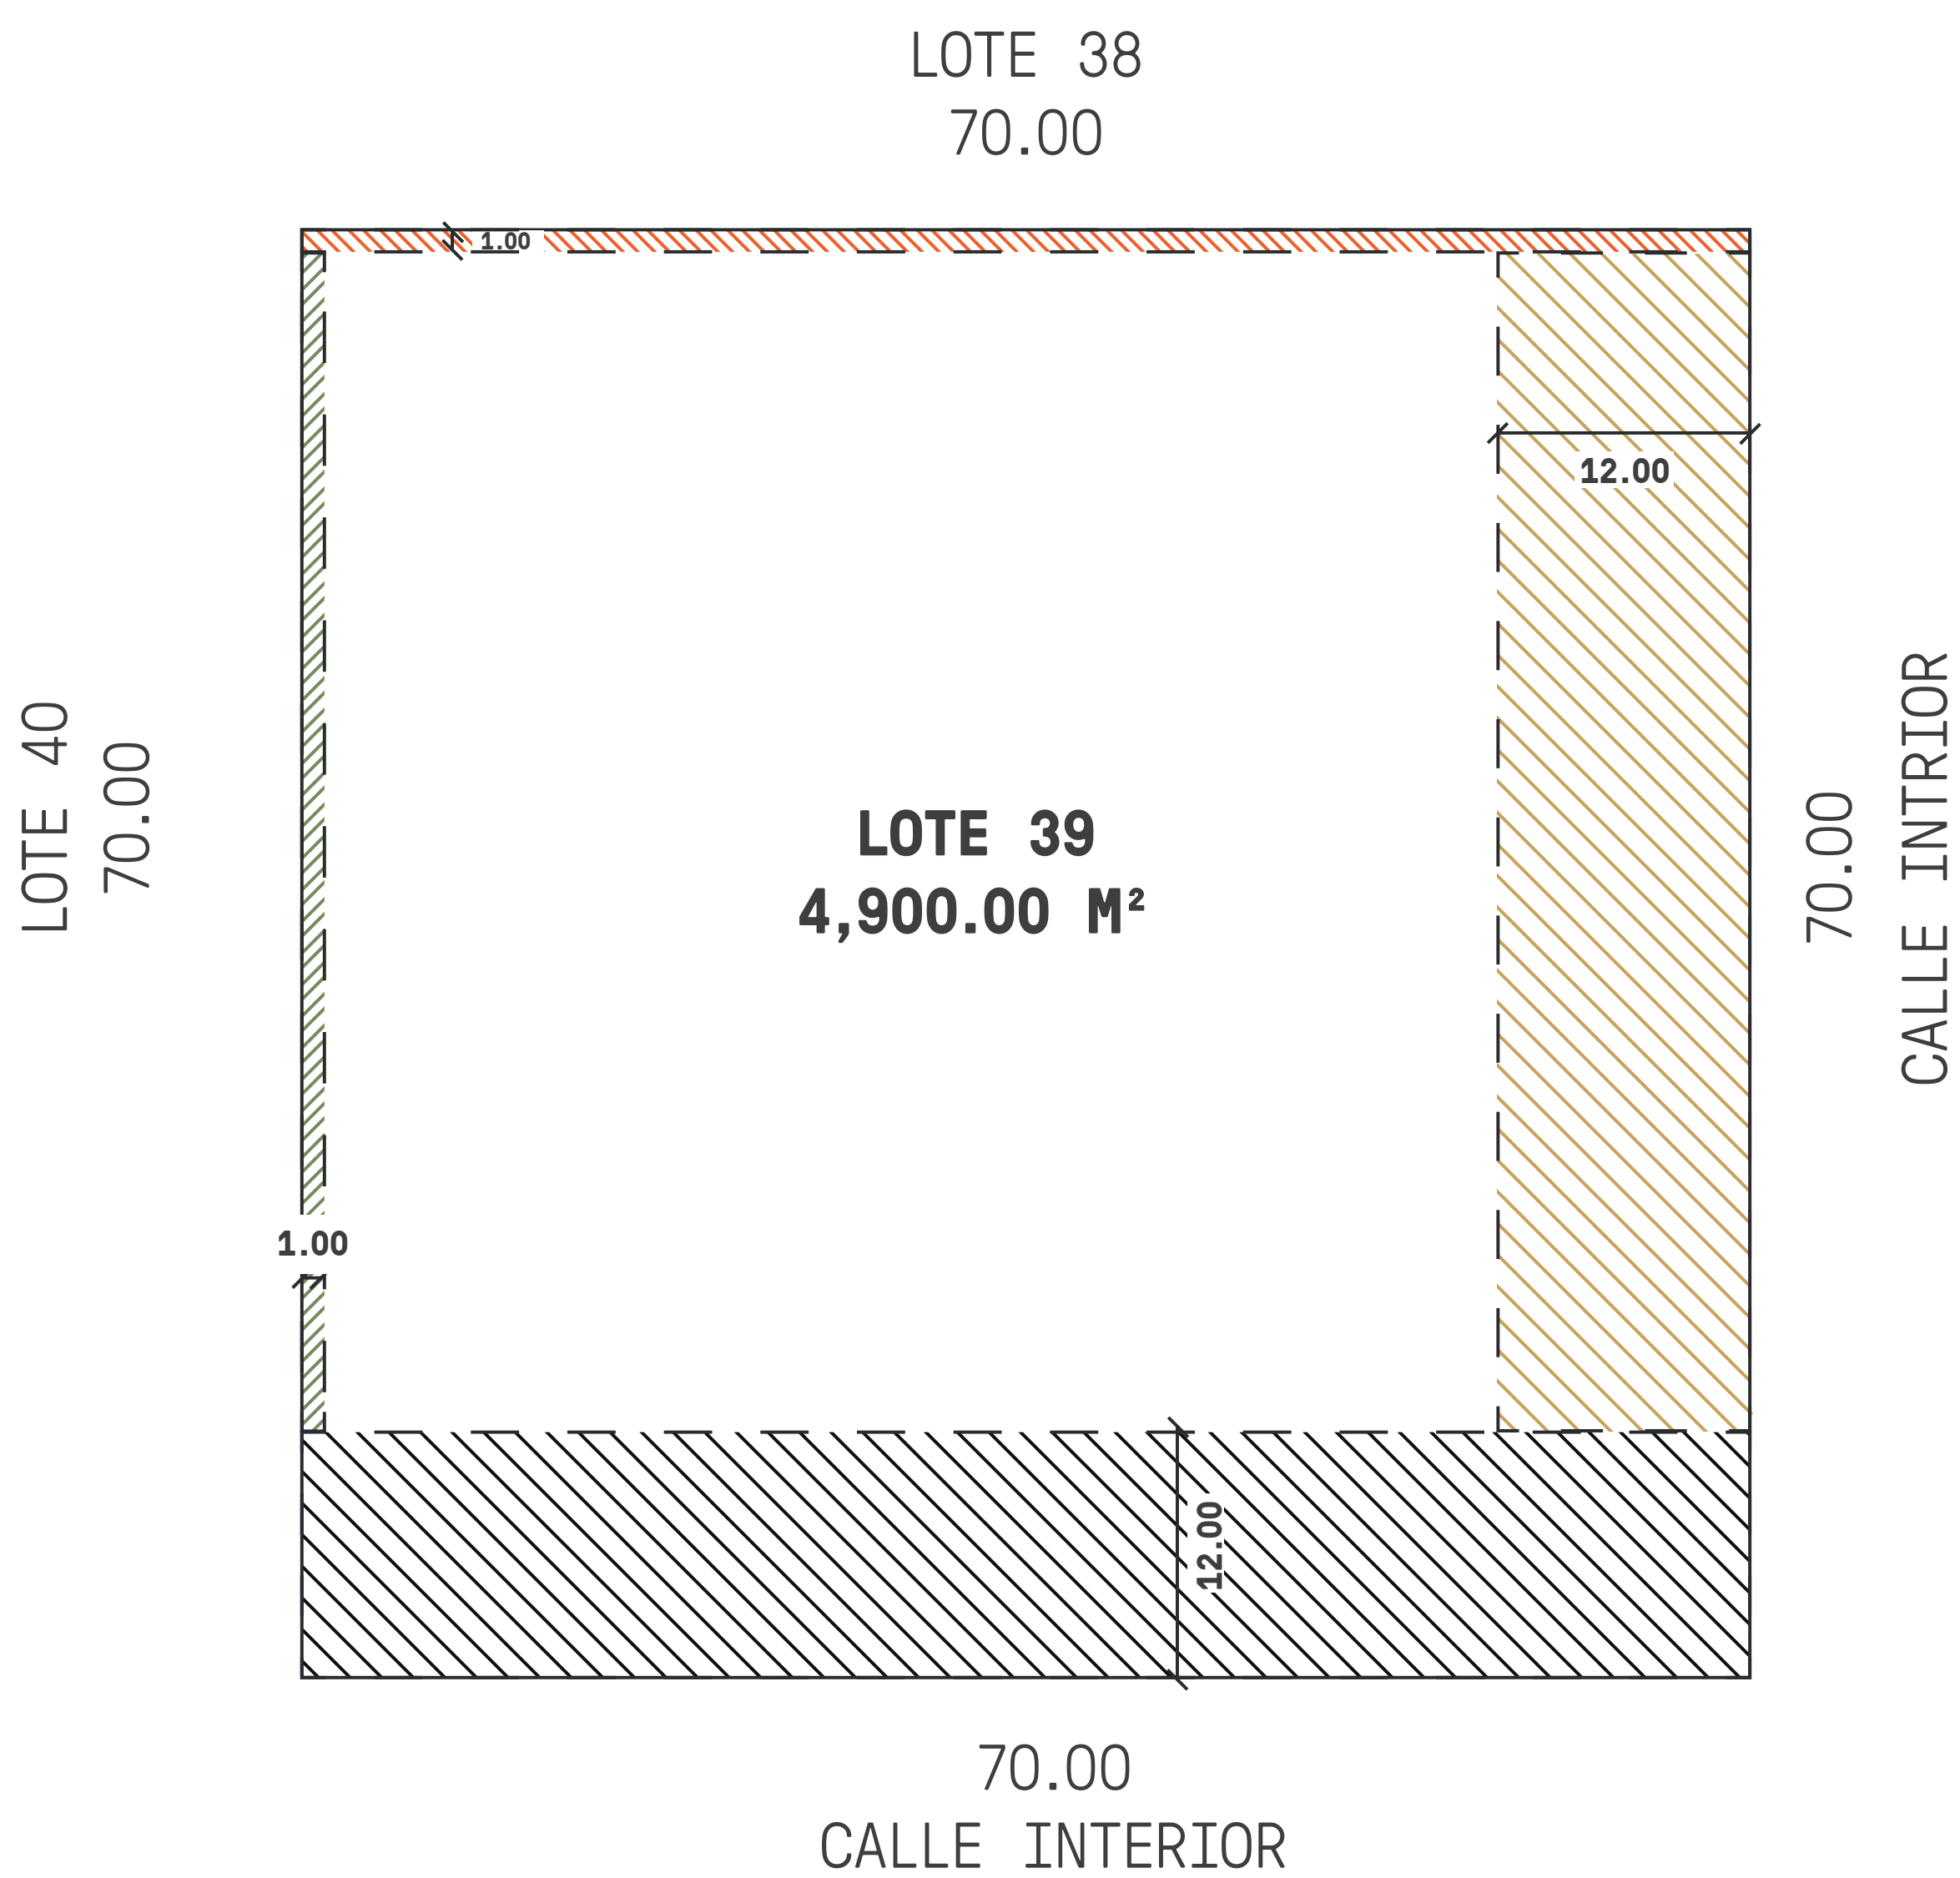 LOTE 38
70.00
1.00
12.00
LOTE 40
70.00
LOTE 39
4,900.00 M²
70.00
CALLE INTRIOR
1.00
12.00
70.00
CALLE INTERIOR